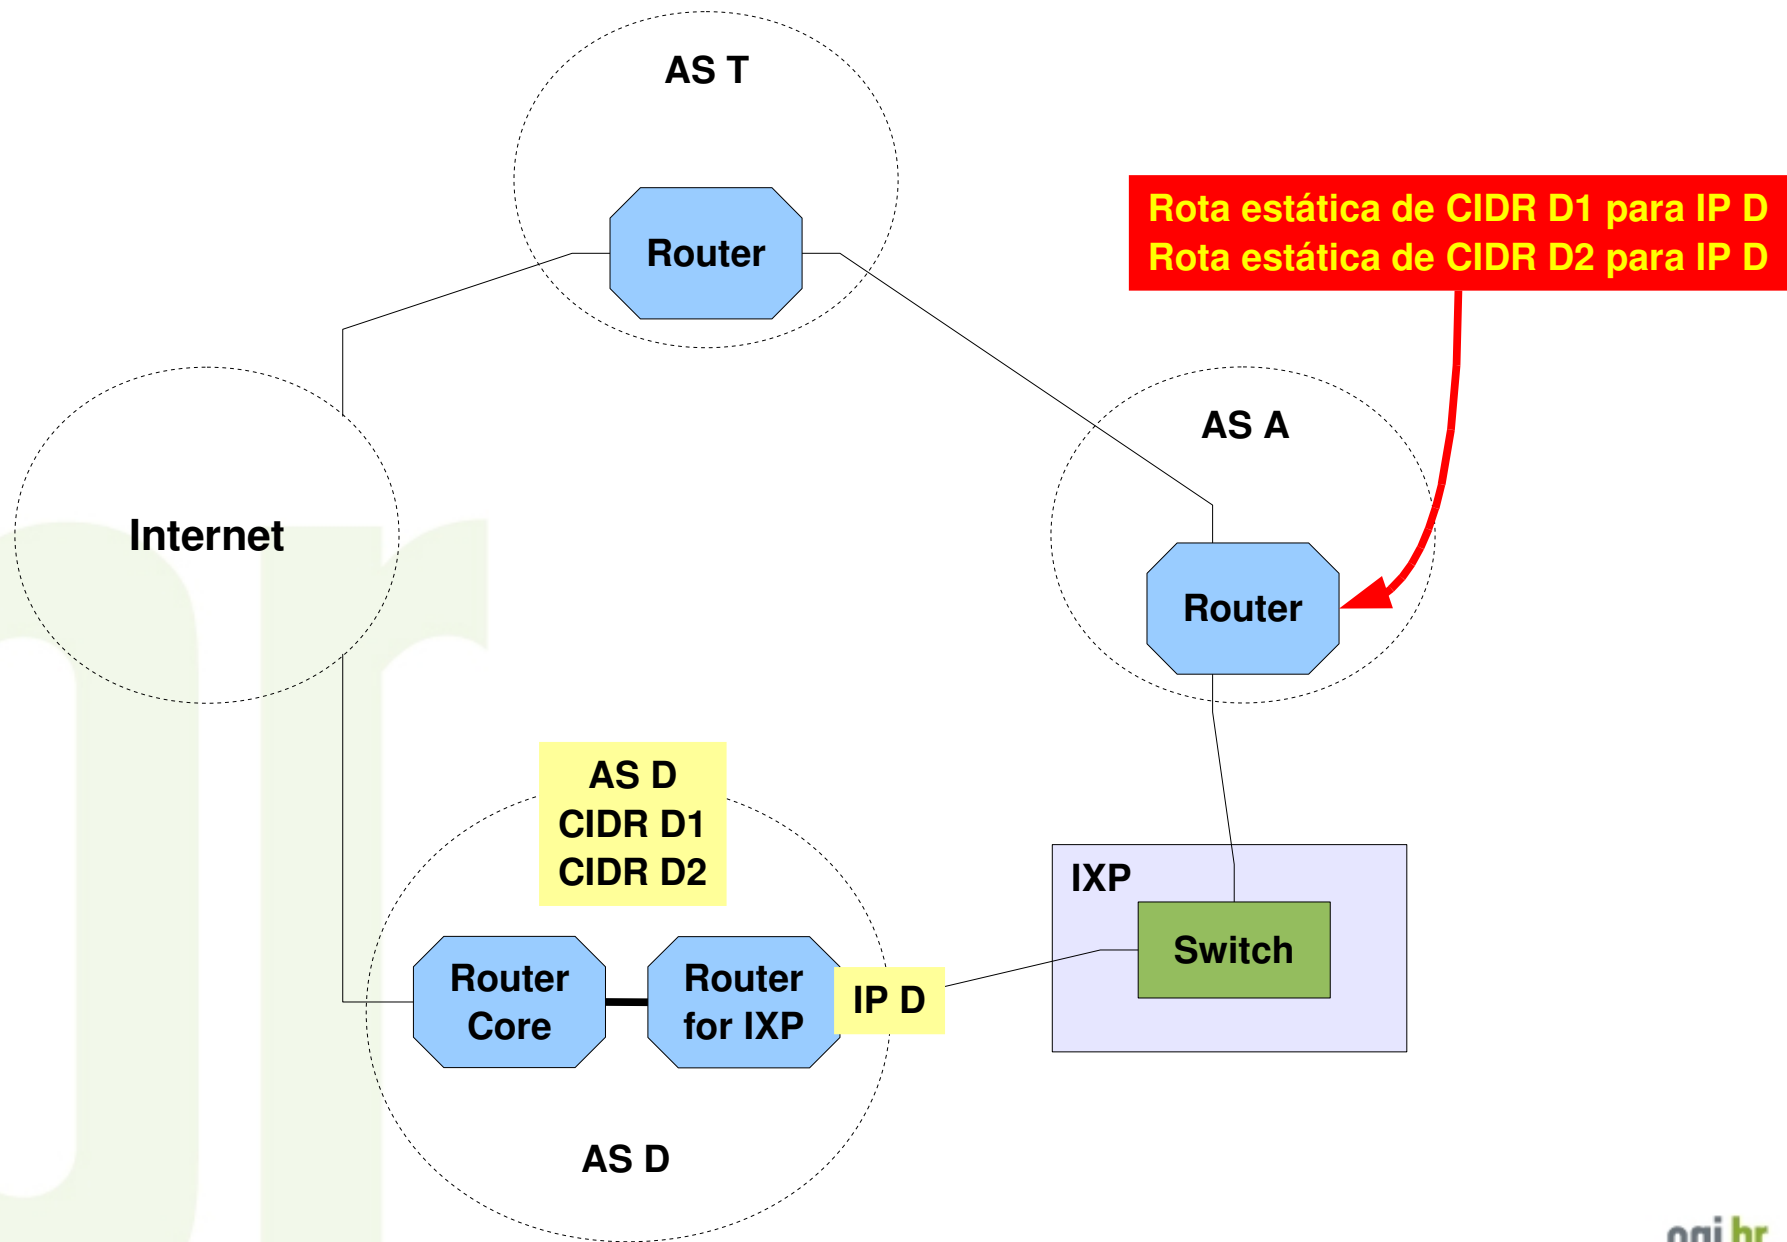 AS T
Router
Rota estática de CIDR D1 para IP D
Rota estática de CIDR D2 para IP D
AS A
Internet
Router
AS D
CIDR D1
CIDR D2
IXP
Switch
Router
Core
Router
for IXP
IP D
AS D